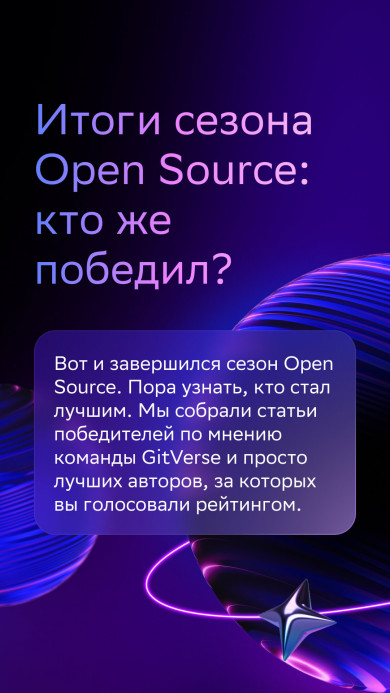 Итоги сезона
Open Source:
кто же
победил?
Вот и завершился сезон Open
Source. Пора узнать, кто стал
лучшим. Мы собрали статьи
победителей по мнению
команды GitVerse и просто
лучших авторов, за которых
вы голосовали рейтингом.